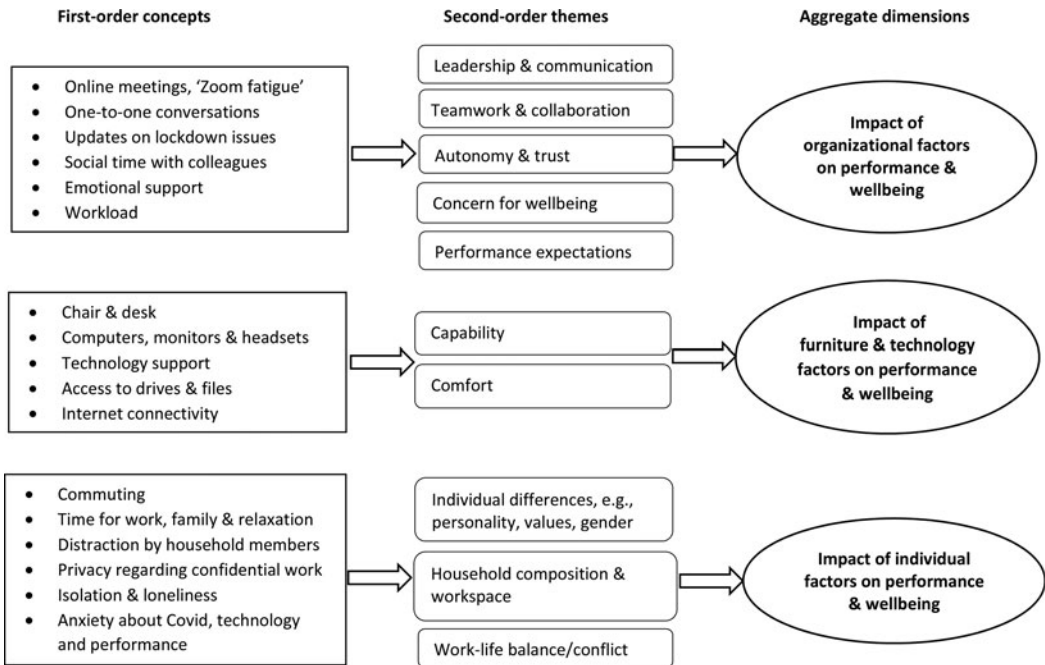 First-order concepts
Second-order themes
Aggregate dimensions
• Online meetings, ‘Zoom fatigue’
• One-to-one conversations
• Updates on lockdown issues
• Social time with colleagues
• Emotional support
• Workload
Leadership & communication
Teamwork & collaboration
Autonomy & trust
Concern for wellbeing
Performance expectations
Impact of
organizational factors
on performance &
wellbeing
• Chair & desk
• Computers, monitors & headsets
• Technology support
• Access to drives & files
• Internet connectivity
Capability
Comfort
Impact of
furniture & technology
factors on performance
& wellbeing
• Commuting
• Time for work, family & relaxation
• Distraction by household members
• Privacy regarding confidential work
• Isolation & loneliness
• Anxiety about Covid, technology
and performance
Individual differences, e.g.,
personality, values, gender
Household composition &
workspace
Work-life balance/conflict
Impact of individual
factors on performance
& wellbeing